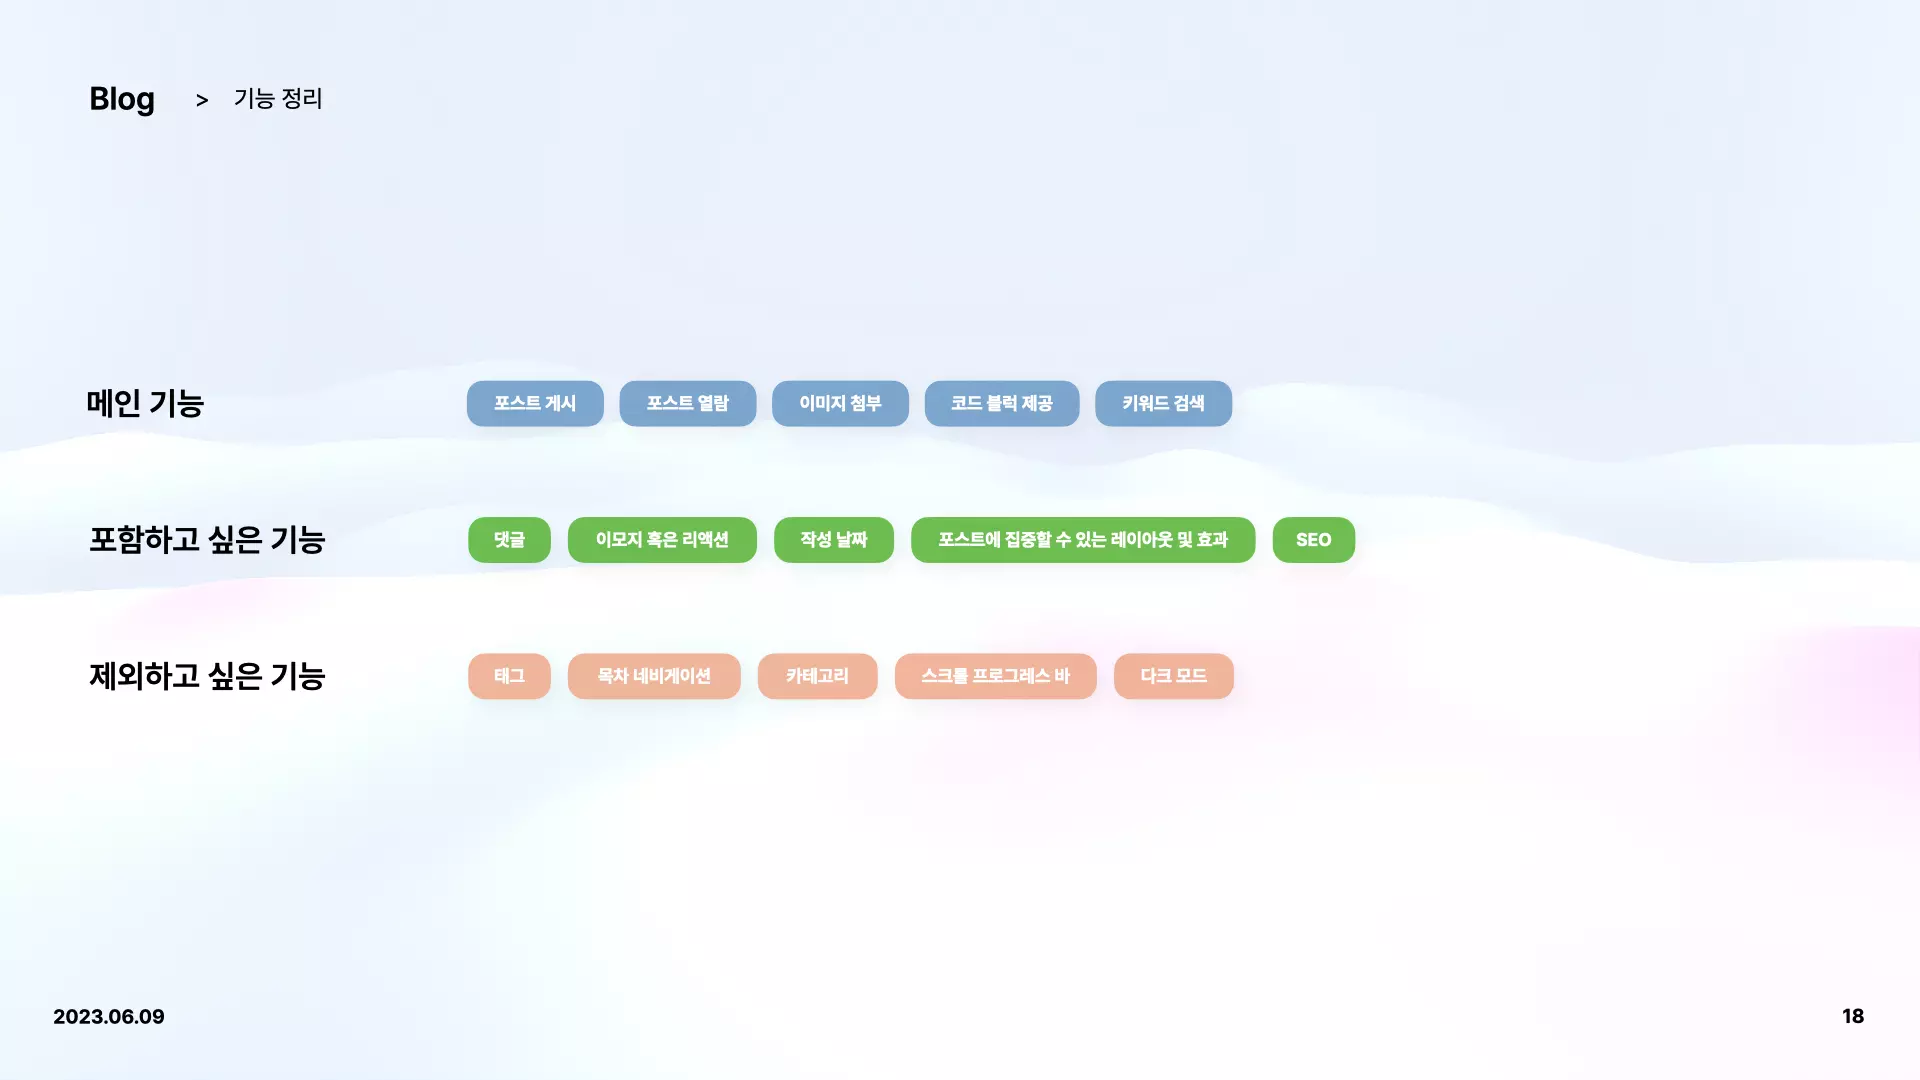 Blog > 기능 정리
메인 기능 포스트 게시 포스트 열람 이미지 첨부 코드 블럭 제공 키워드 검색
포함하고 싶은 기능 댓글 이모지 혹은 리액션 작성 날짜 포스트에 집중할 수 있는 레이아웃 및 효과 SEO
제외하고 싶은 기능 태그 목차 네비게이션 카테고리 스크롤 프로그레스 바 다크 모드
2023.06.09 18